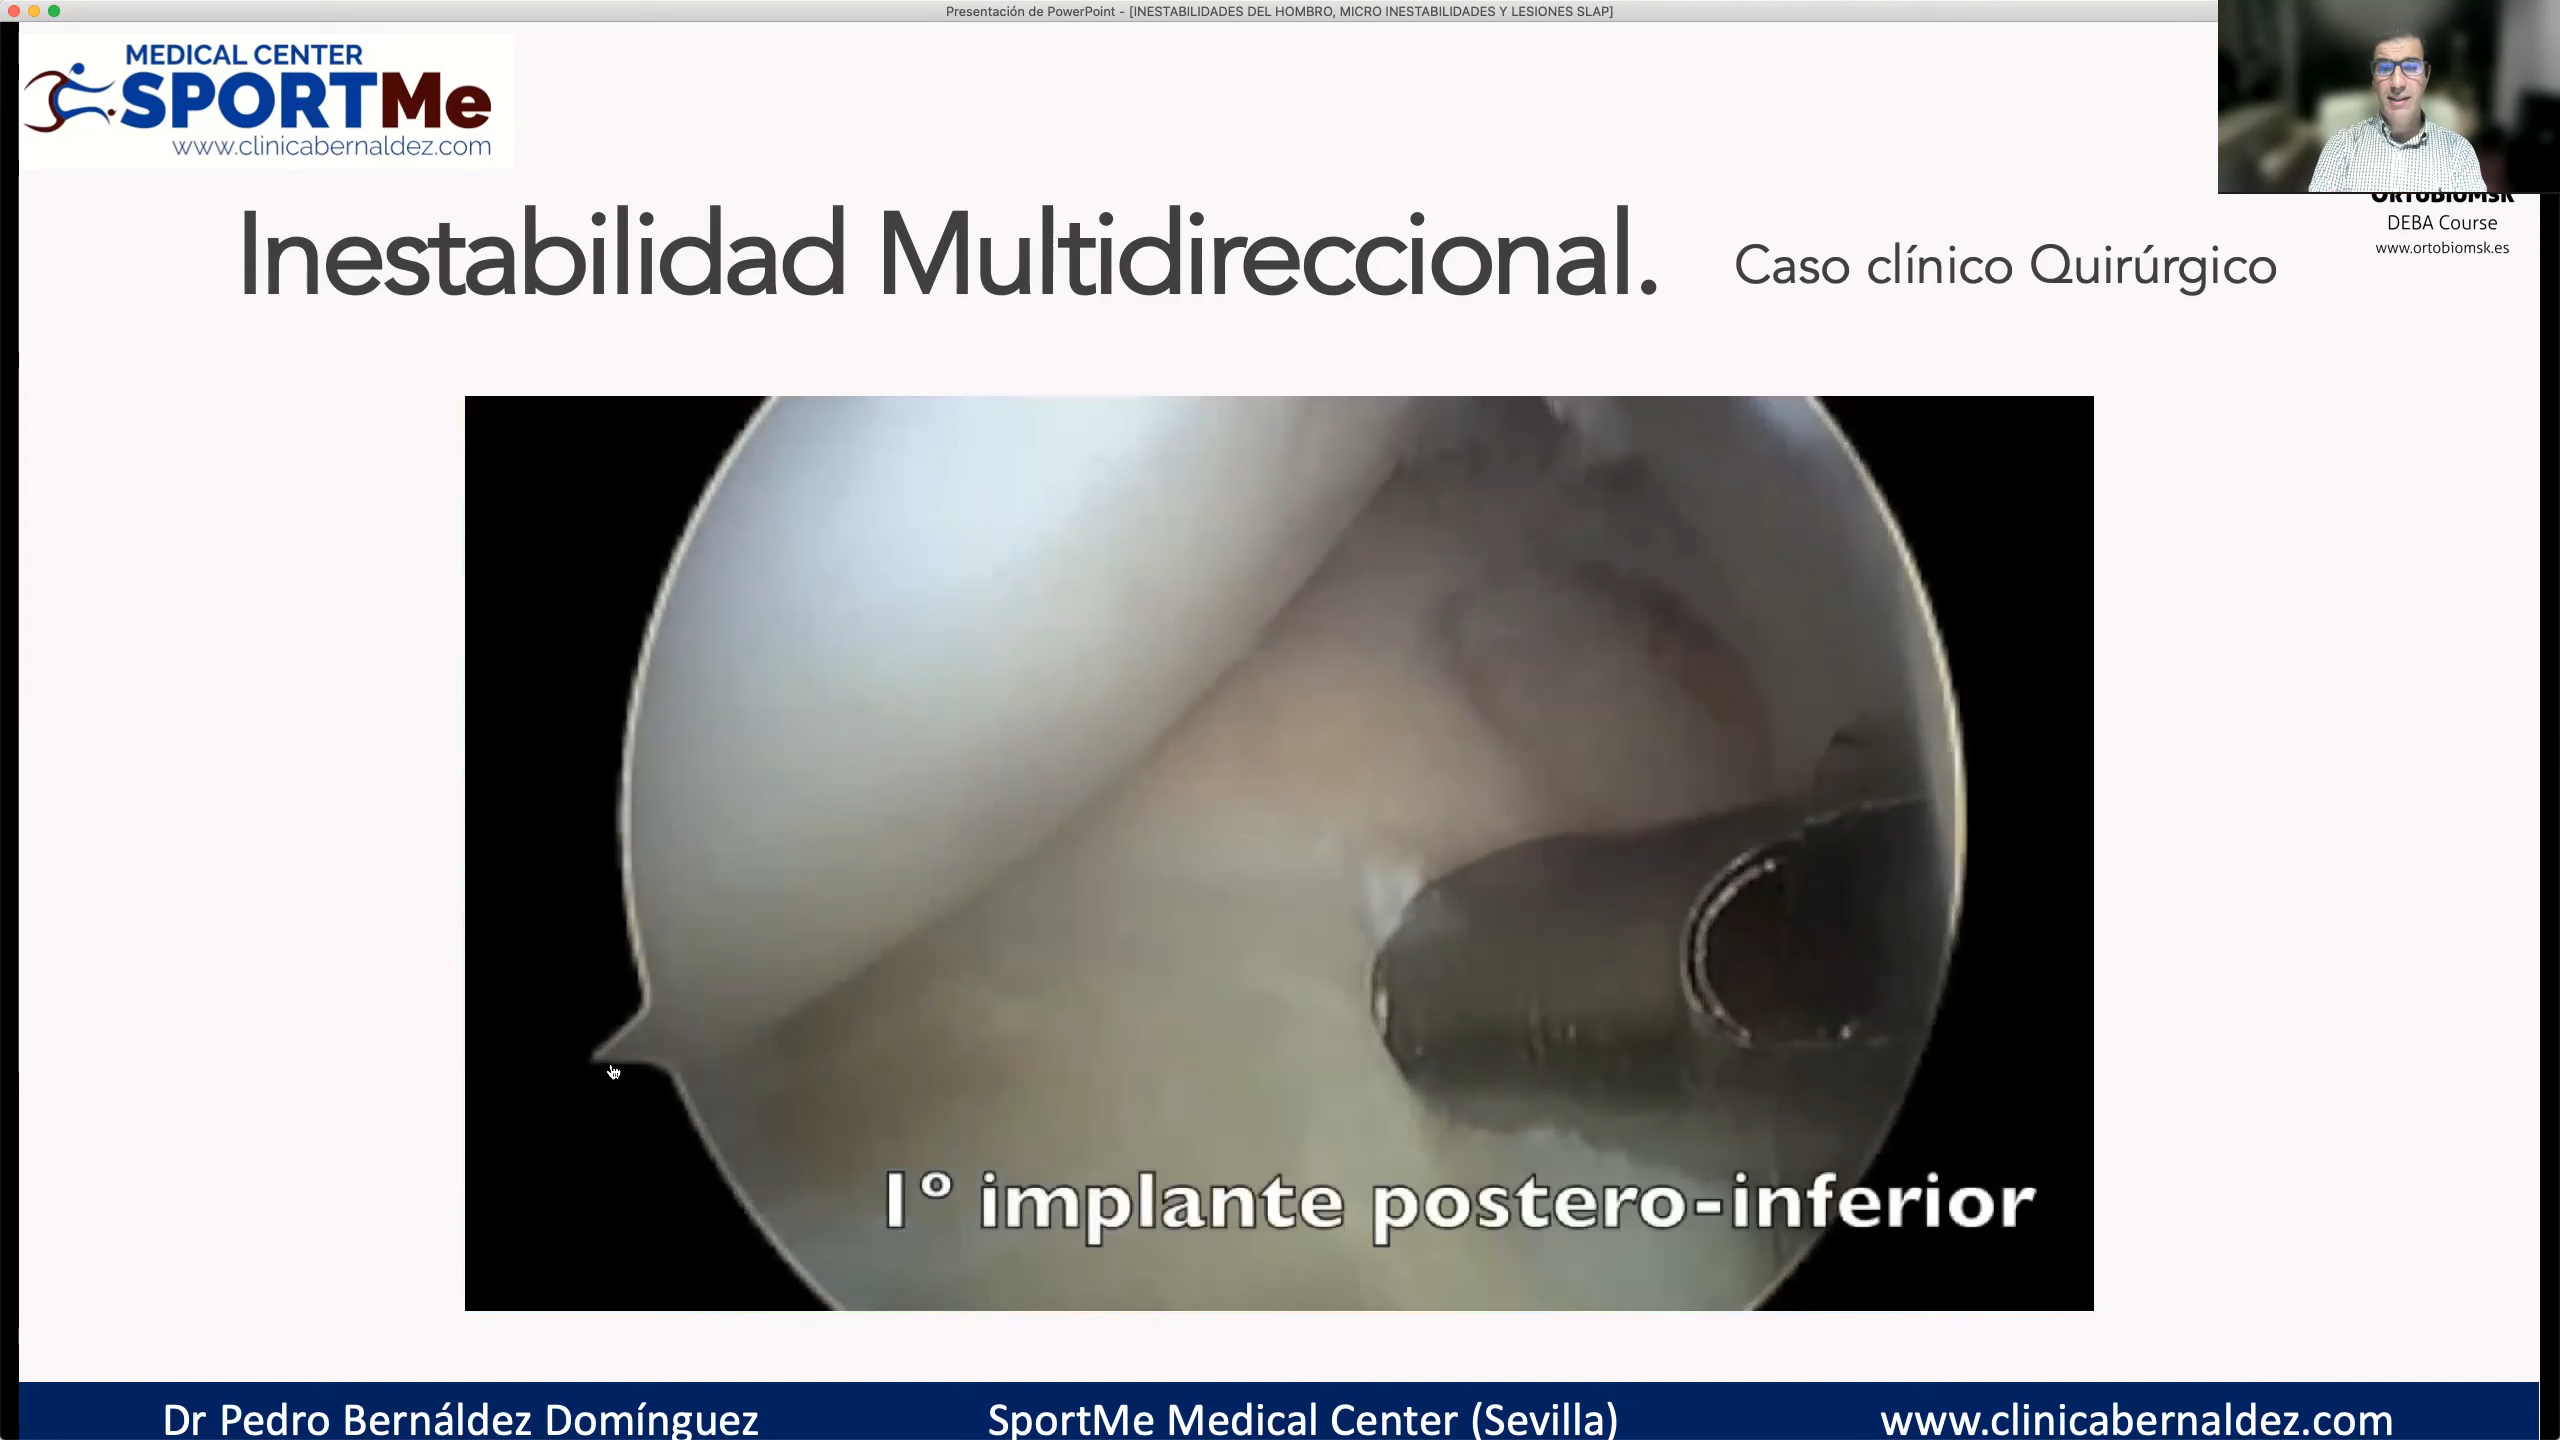 Presentación de PowerPoint - [INESTABILIDADES DEL HOMBRO, MICRO INESTABILIDADES Y LESIONES SLAP]
MEDICAL CENTER
SPORTMe
www.clinicabernaldez.com
ORTOBIOMSK
DEBA Course
www.ortobiomsk.es
Inestabilidad Multidireccional. Caso clínico Quirúrgico
1º implante postero-inferior
Dr Pedro Bernáldez Domínguez SportMe Medical Center (Sevilla) www.clinicabernaldez.com